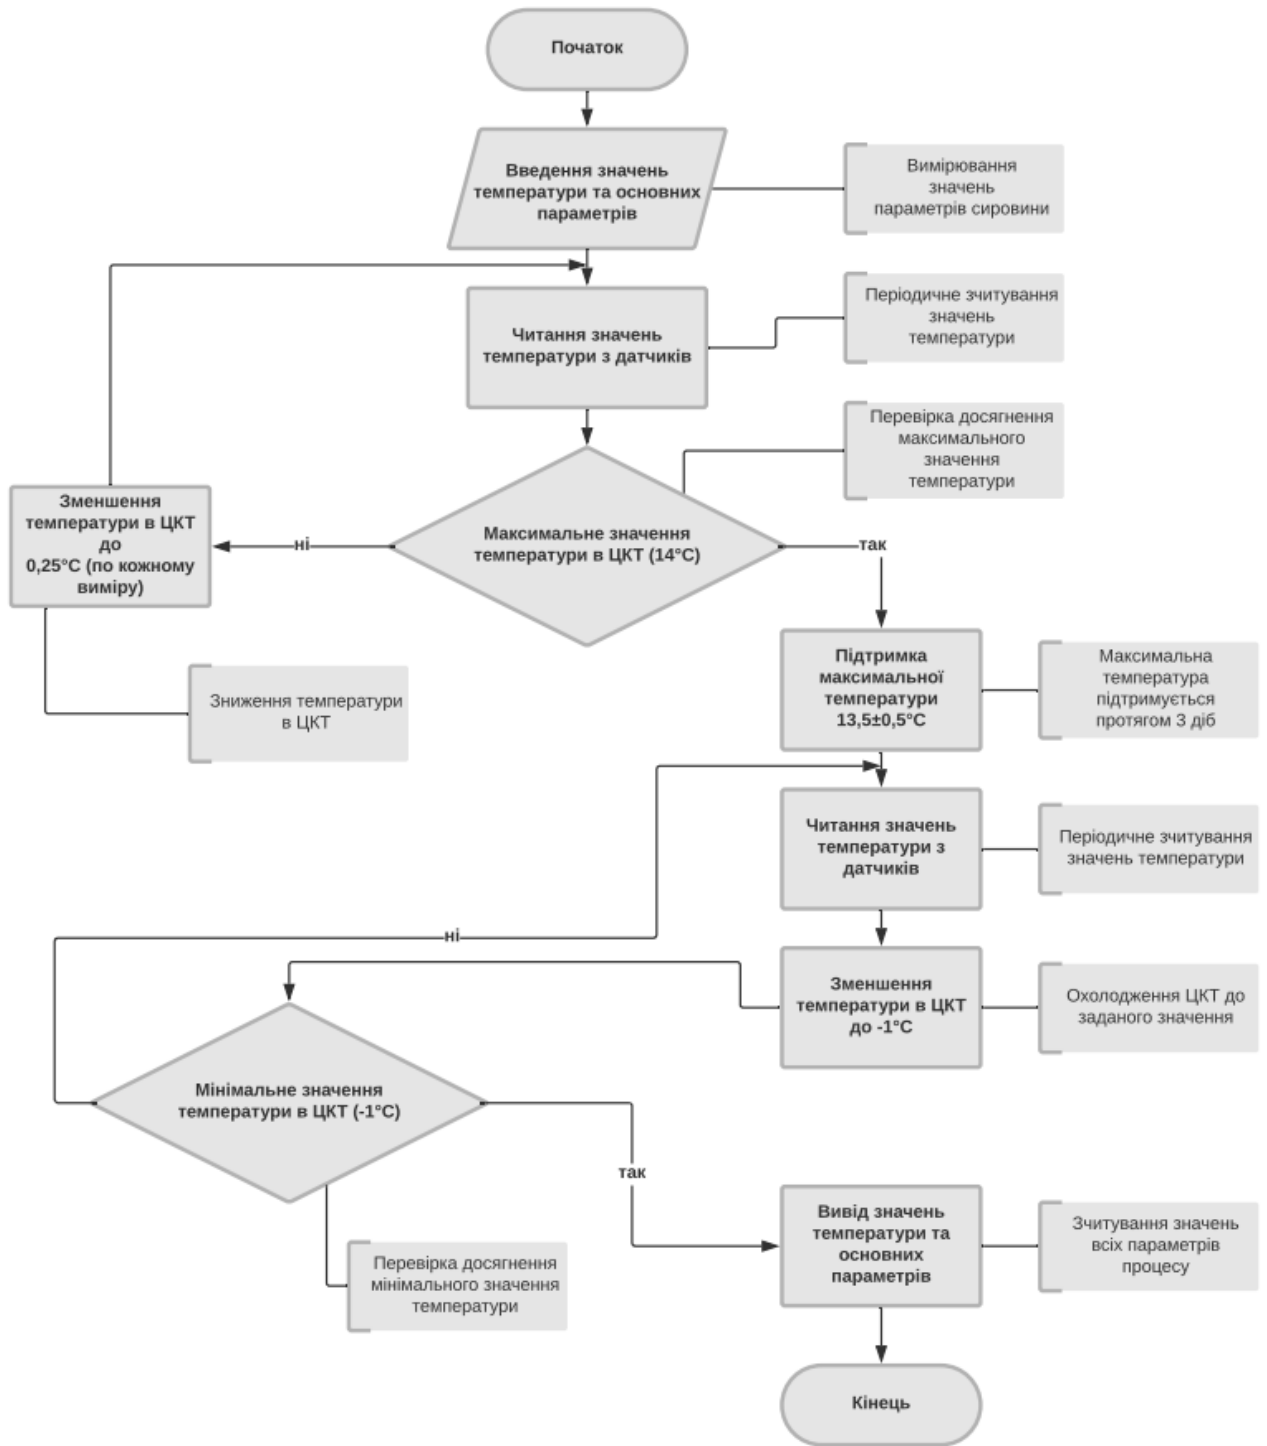 Початок
Введення значень
температури та основних
параметрів
Вимірювання
значень
параметрів сировини
Читання значень
температури з датчиків
Періодичне зчитування
значень
температури
Перевірка досягнення
максимального
значення
температури
Зменшення
температури в ЦКТ
до
0,25°C (по кожному
виміру)
ні
Максимальне значення
температури в ЦКТ (14°C)
так
Зниження температури
в ЦКТ
Підтримка
максимальної
температури
13,5±0,5°C
Максимальна
температура
підтримується
протягом 3 діб
Читання значень
температури з
датчиків
Періодичне зчитування
значень температури
ні
Зменшення
температури в ЦКТ
до -1°C
Охолодження ЦКТ до
заданого значення
Мінімальне значення
температури в ЦКТ (-1°C)
так
Перевірка досягнення
мінімального значення
температури
Вивід значень
температури та
основних
параметрів
Зчитування значень
всіх параметрів
процесу
Кінець